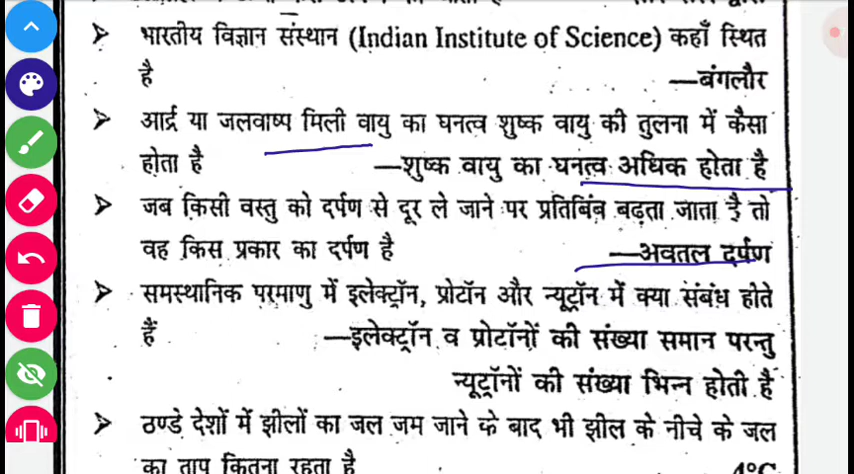 भारतीय विज्ञान संस्थान (Indian Institute of Science) कहाँ स्थित
है —बंगलौर
आर्द्र या जलवाष्प मिली वायु का घनत्व शुष्क वायु की तुलना में कैसा
होता है —शुष्क वायु का घनत्व अधिक होता है
जब किसी वस्तु को दर्पण से दूर ले जाने पर प्रतिबिंब बढ़ता जाता है तो
वह किस प्रकार का दर्पण है —अवतल दर्पण
समस्थानिक परमाणु में इलेक्ट्रॉन, प्रोटॉन और न्यूट्रॉन में क्या संबंध होते
हैं —इलेक्ट्रॉन व प्रोटॉनों की संख्या समान परन्तु
न्यूट्रॉनों की संख्या भिन्न होती है
ठण्डे देशों में झीलों का जल जम जाने के बाद भी झील के नीचे के जल
का ताप कितना रहता है 4°C